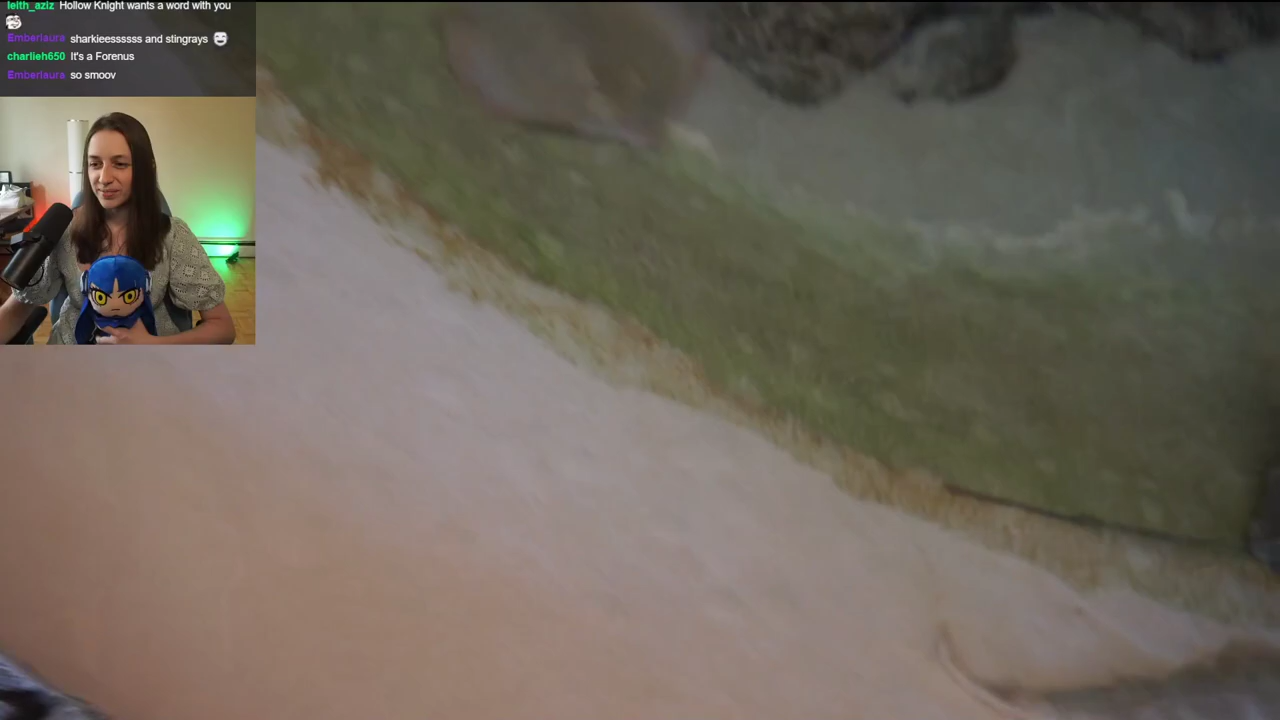 leith_aziz Hollow Knight wants a word with you
Emberlaura sharkieessssss and stingrays
charlieh650 It's a Forenus
Emberlaura so smoov